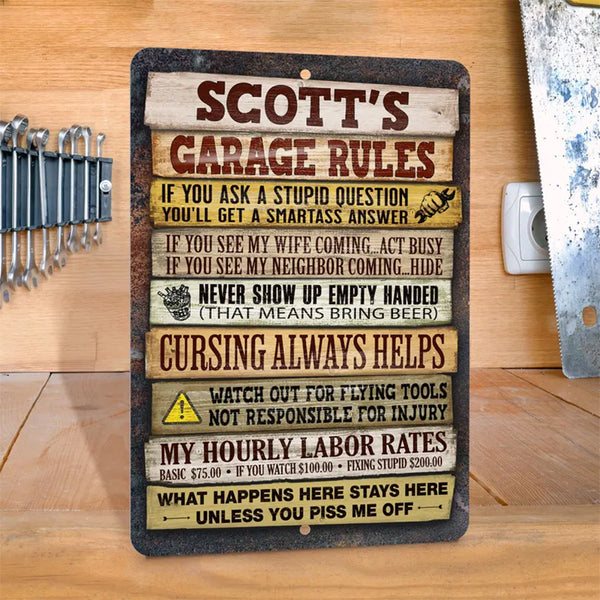 SCOTT'S
GARAGE RULES
IF YOU ASK A STUPID QUESTION
YOU'LL GET A SMARTASS ANSWER
IF YOU SEE MY WIFE COMING...ACT BUSY
IF YOU SEE MY NEIGHBOR COMING...HIDE
NEVER SHOW UP EMPTY HANDED
(THAT MEANS BRING BEER)
CURSING ALWAYS HELPS
WATCH OUT FOR FLYING TOOLS
NOT RESPONSIBLE FOR INJURY
MY HOURLY LABOR RATES
BASIC $75.00 • IF YOU WATCH $100.00 • FIXING STUPID $200.00
WHAT HAPPENS HERE STAYS HERE
UNLESS YOU PISS ME OFF